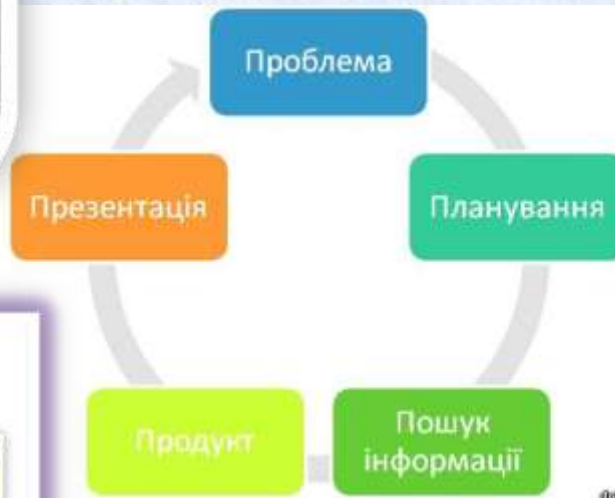 Проблема
Планування
Пошук
інформації
Продукт
Презентація